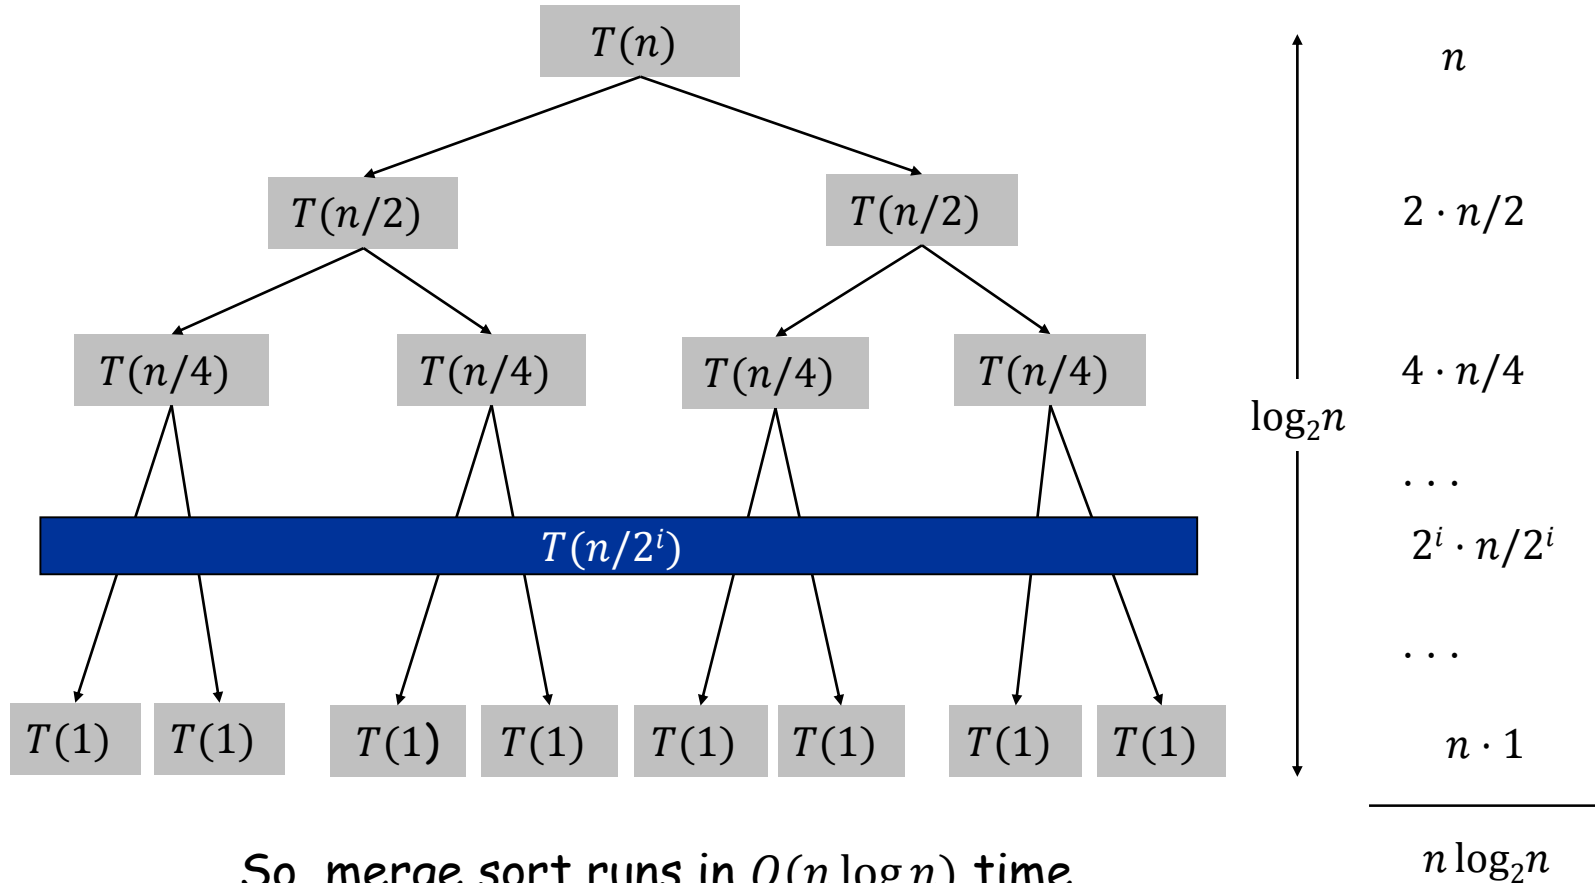 T(n) n
T(n/2) T(n/2) 2 · n/2
T(n/4) T(n/4) T(n/4) T(n/4) 4 · n/4
log₂n
. . .
T(n/2ⁱ) 2ⁱ · n/2ⁱ
. . .
T(1) T(1) T(1) T(1) T(1) T(1) T(1) T(1) n · 1
So, merge sort runs in O(n log n) time. n log₂n